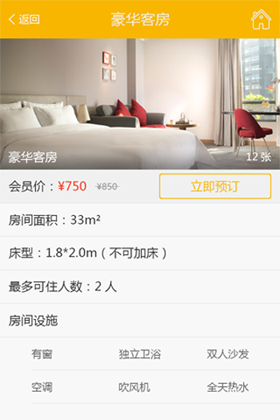 返回 豪华客房
豪华客房 12 张
会员价：¥750 ¥850 立即预订
房间面积：33m²
床型：1.8*2.0m（不可加床）
最多可住人数：2 人
房间设施
有窗 独立卫浴 双人沙发
空调 吹风机 全天热水